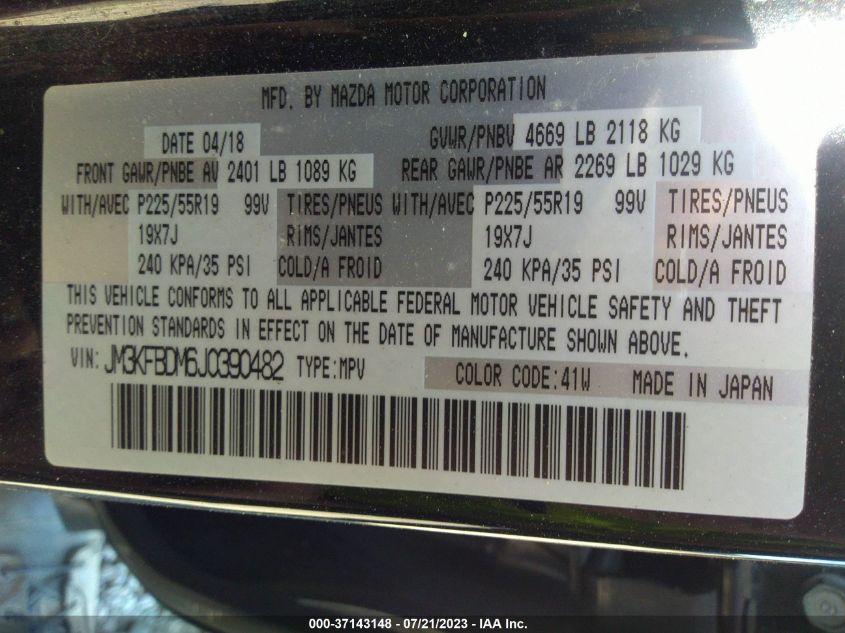 MFD. BY MAZDA MOTOR CORPORATION
DATE 04/18 GVWR/PNBV 4669 LB 2118 KG
FRONT GAWR/PNBE AV 2401 LB 1089 KG REAR GAWR/PNBE AR 2269 LB 1029 KG
WITH/AVEC P225/55R19 99V TIRES/PNEUS WITH/AVEC P225/55R19 99V TIRES/PNEUS
19X7J RIMS/JANTES 19X7J RIMS/JANTES
240 KPA/35 PSI COLD/A FROID 240 KPA/35 PSI COLD/A FROID
THIS VEHICLE CONFORMS TO ALL APPLICABLE FEDERAL MOTOR VEHICLE SAFETY AND THEFT
PREVENTION STANDARDS IN EFFECT ON THE DATE OF MANUFACTURE SHOWN ABOVE.
VIN: JM3KFBDM6J0390482 TYPE:MPV COLOR CODE:41W MADE IN JAPAN
000-37143148 - 07/21/2023 - IAA Inc.